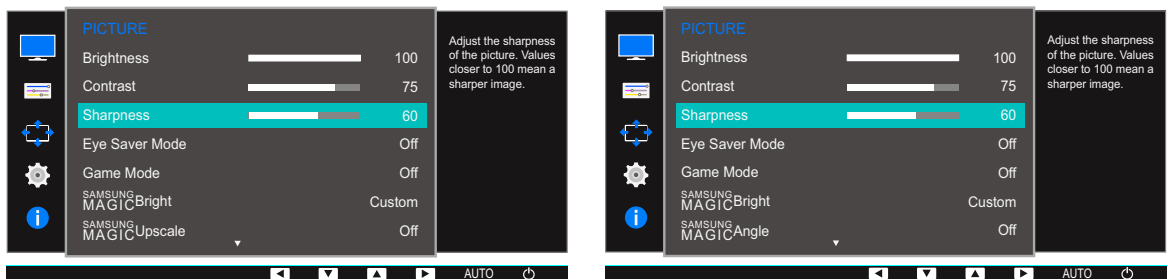 PICTURE
Brightness 100
Contrast 75
Sharpness 60
Eye Saver Mode Off
Game Mode Off
SAMSUNG MAGIC Bright Custom
SAMSUNG MAGIC Upscale Off
Adjust the sharpness
of the picture. Values
closer to 100 mean a
sharper image.
AUTO
PICTURE
Brightness 100
Contrast 75
Sharpness 60
Eye Saver Mode Off
Game Mode Off
SAMSUNG MAGIC Bright Custom
SAMSUNG MAGIC Angle Off
Adjust the sharpness
of the picture. Values
closer to 100 mean a
sharper image.
AUTO